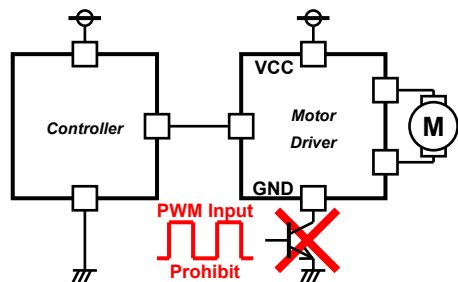 VCC
Controller
Motor
Driver
M
GND
PWM Input
Prohibit